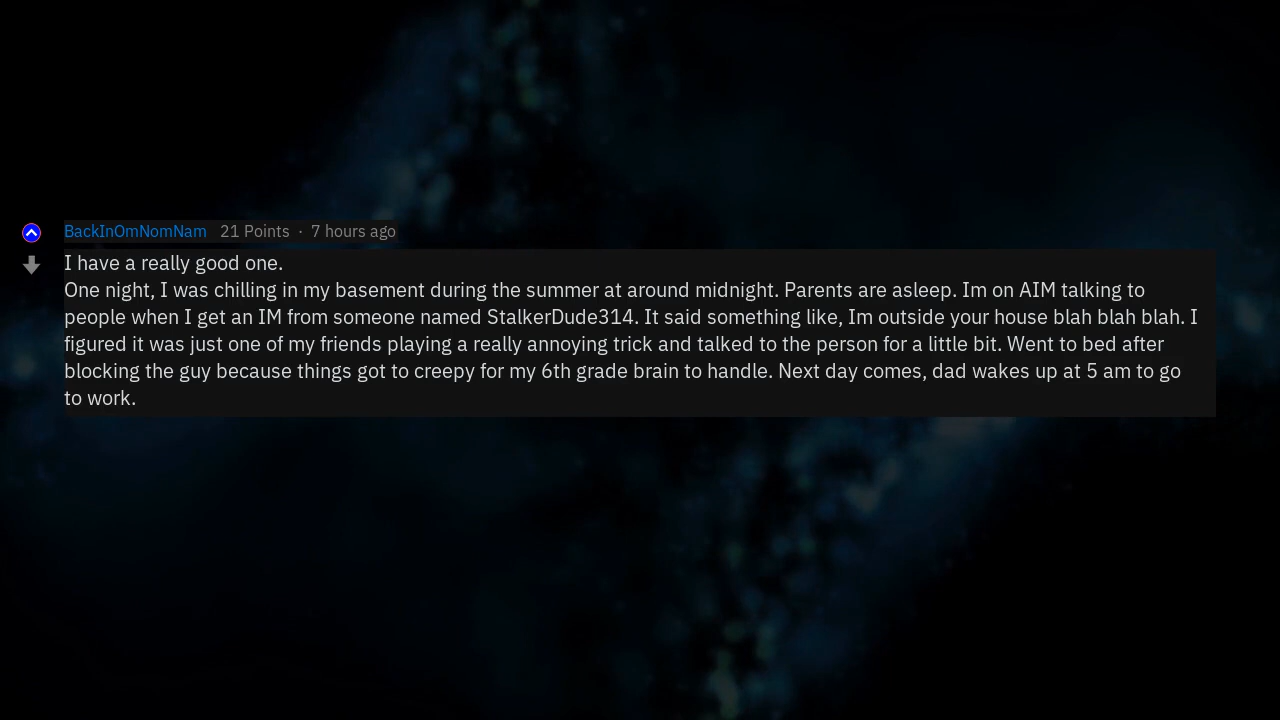 BackInOmNomNam 21 Points · 7 hours ago
I have a really good one.
One night, I was chilling in my basement during the summer at around midnight. Parents are asleep. Im on AIM talking to
people when I get an IM from someone named StalkerDude314. It said something like, Im outside your house blah blah blah. I
figured it was just one of my friends playing a really annoying trick and talked to the person for a little bit. Went to bed after
blocking the guy because things got to creepy for my 6th grade brain to handle. Next day comes, dad wakes up at 5 am to go
to work.